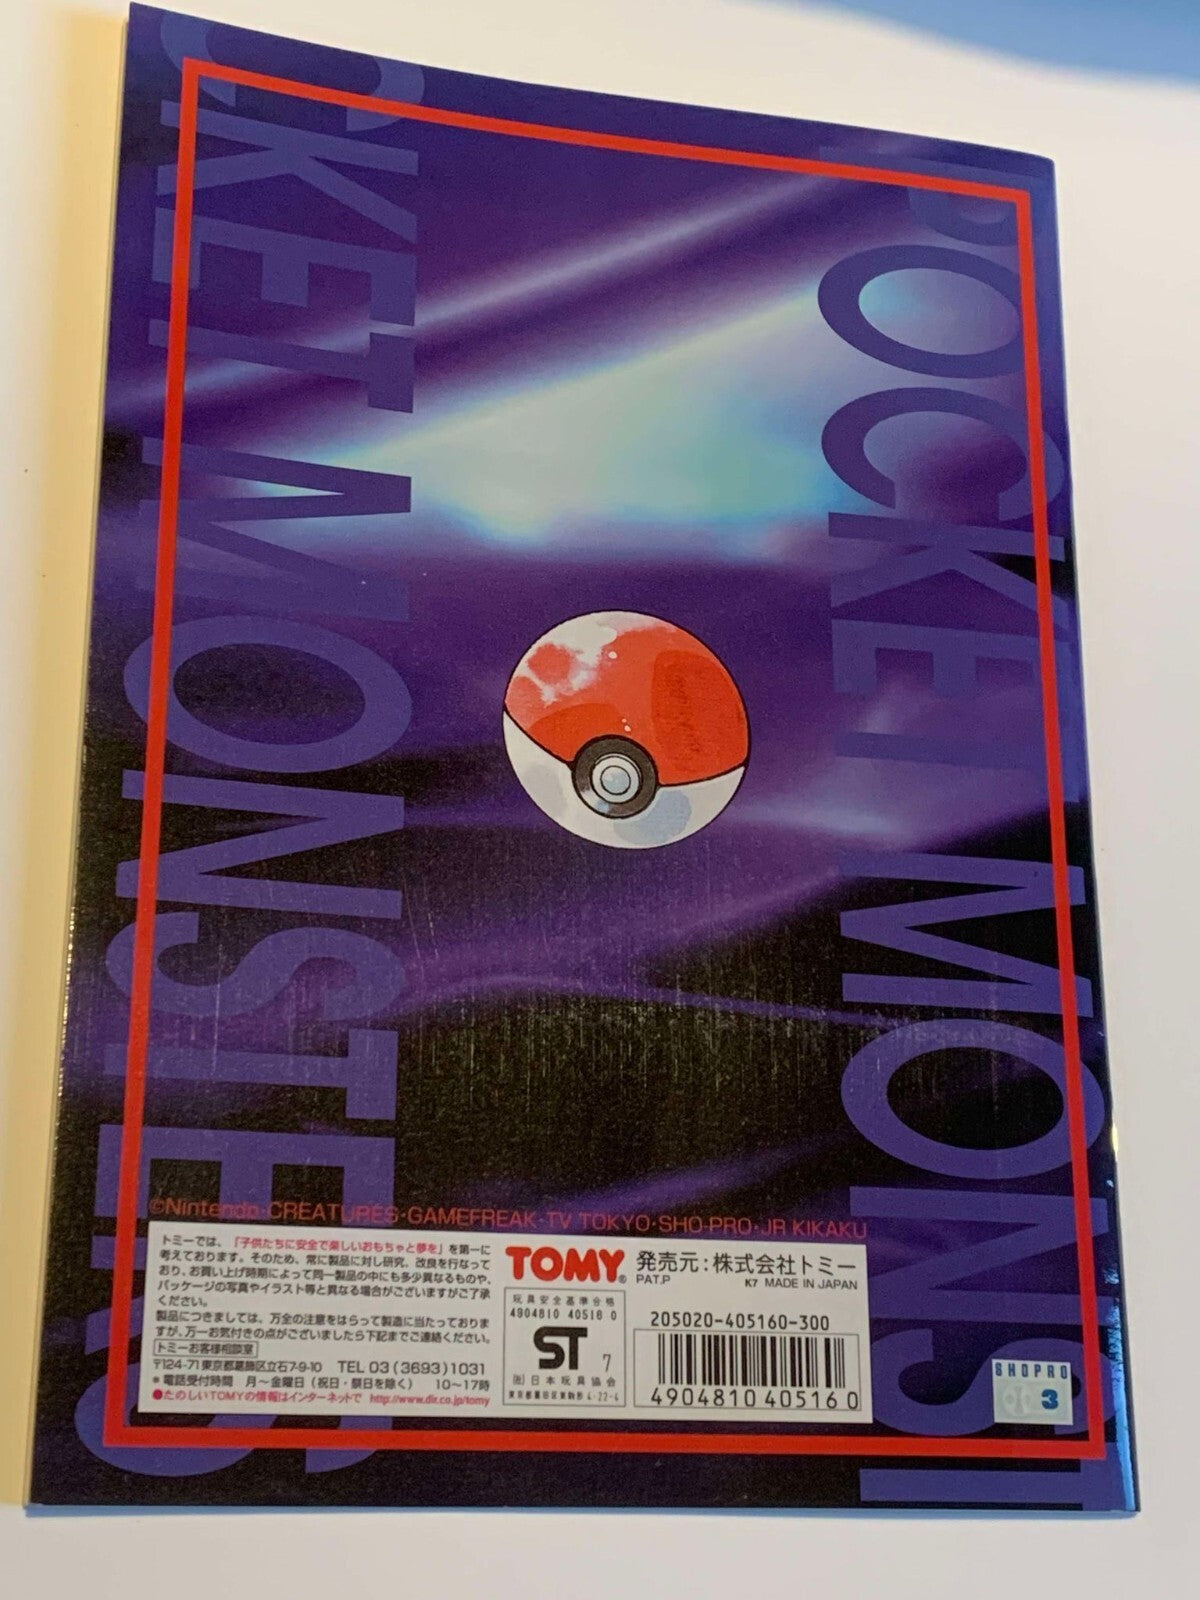 POCKET MONST
CKET MONSTERS
©Nintendo・CREATURES・GAMEFREAK・TV TOKYO・SHO-PRO・JR KIKAKU
トミーでは、「子供たちに安全で楽しいおもちゃと夢を」を第一に
考えております。そのため、常に製品に対し研究、改良を行なって
おり、お買い上げ時期によって同一製品の中にも多少異なるものや、
パッケージの写真やイラスト等と異なる場合がございますがご了承
ください。
製品につきましては、万全の注意をはらって製造に当たっております
が、万一お気付きの点がございましたら下記までご連絡ください。
トミーお客様相談室
〒124-71 東京都葛飾区立石7-9-10 TEL 03(3693)1031
*電話受付時間 月〜金曜日(祝日・祭日を除く) 10〜17時
●たのしいTOMYの情報はインターネットで http://www.dir.co.jp/tomy
TOMY®
発売元:株式会社トミー
PAT.P K7 MADE IN JAPAN
玩具安全基準合格
4904810 40516 0
ST 7
(社)日本玩具協会
東京都墨田区東駒形4-22-4
205020-405160-300
4904810405160
SHOPRO
3